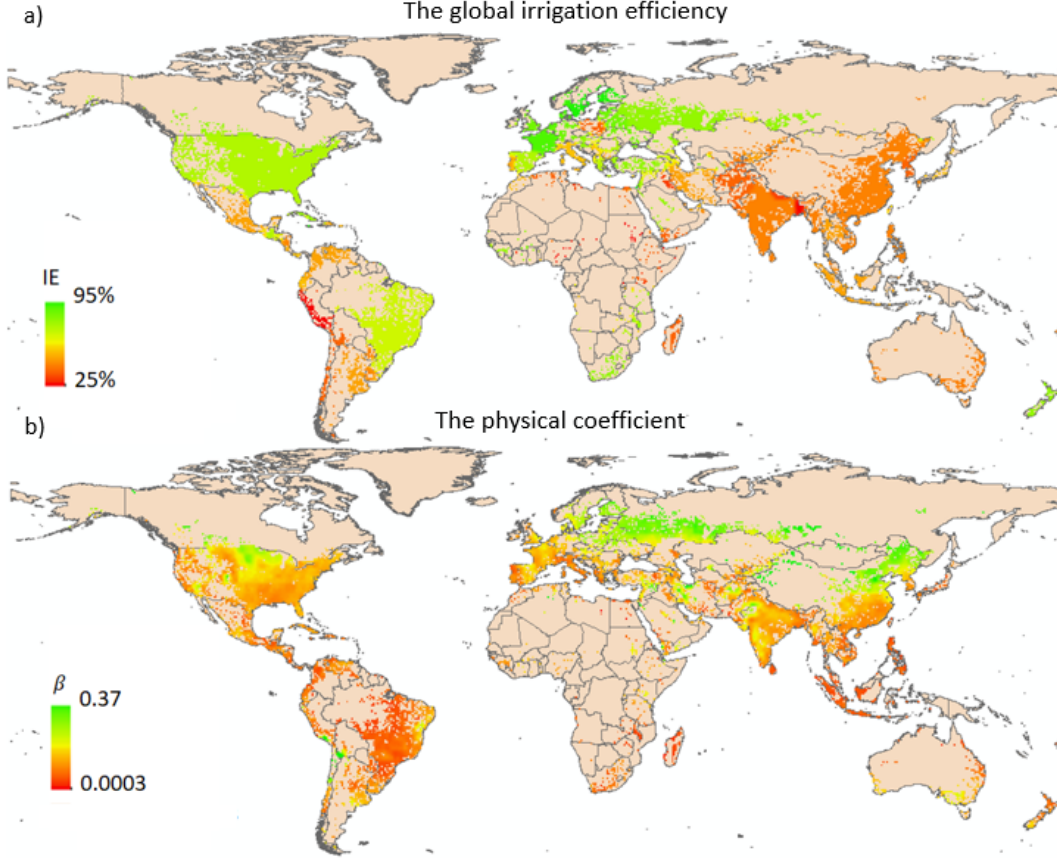 a)
The global irrigation efficiency
IE
95%
25%
b)
The physical coefficient
β
0.37
0.0003